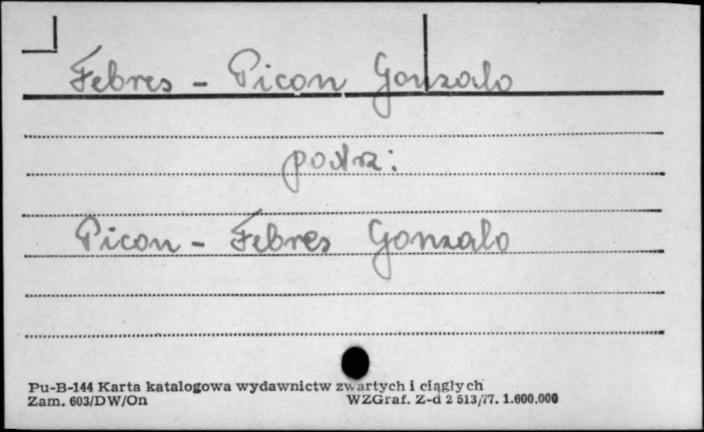 Febres - Picon Gonzalo
podrz:
Picon - Febres Gonzalo
Pu-B-144 Karta katalogowa wydawnictw zwartych i ciągłych
Zam. 603/DW/On WZGraf. Z-d 2 513/77. 1.600.000